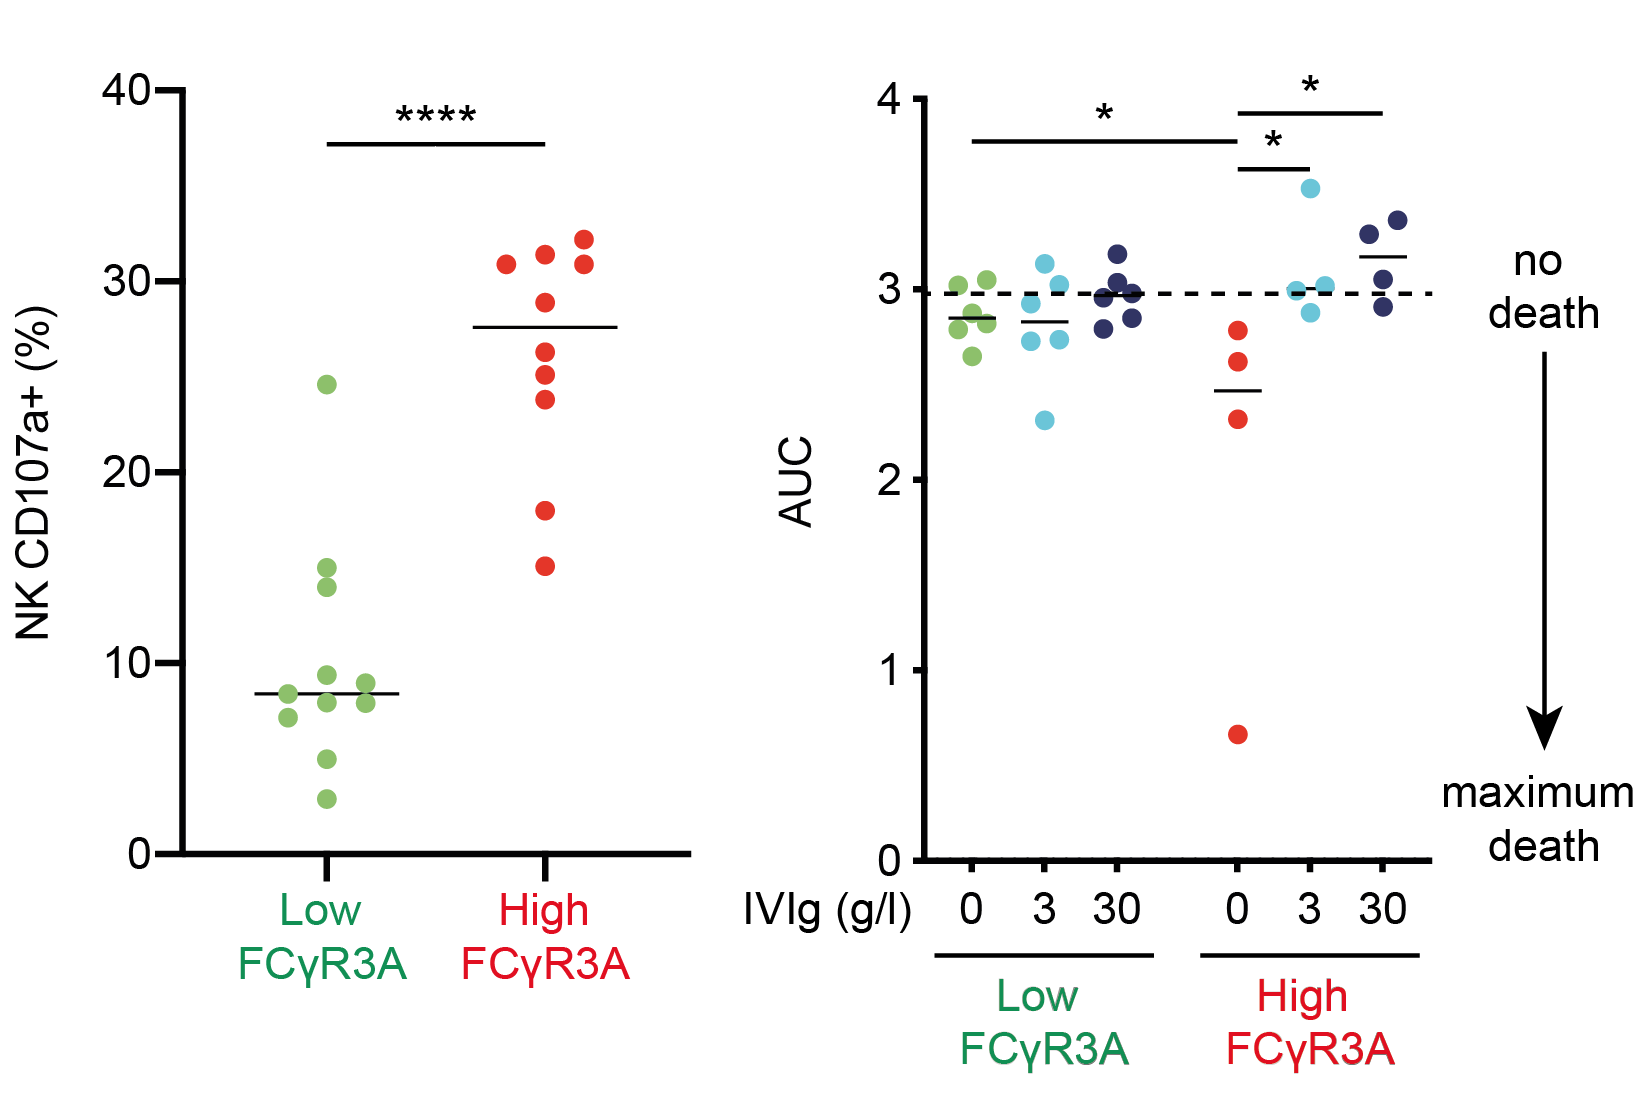 NK CD107a+ (%)
40
30
20
10
0
****
Low
FCγR3A
High
FCγR3A
AUC
4
3
2
1
0
*
*
*
IVIg (g/l)
0 3 30 0 3 30
Low
FCγR3A
High
FCγR3A
no
death
maximum
death